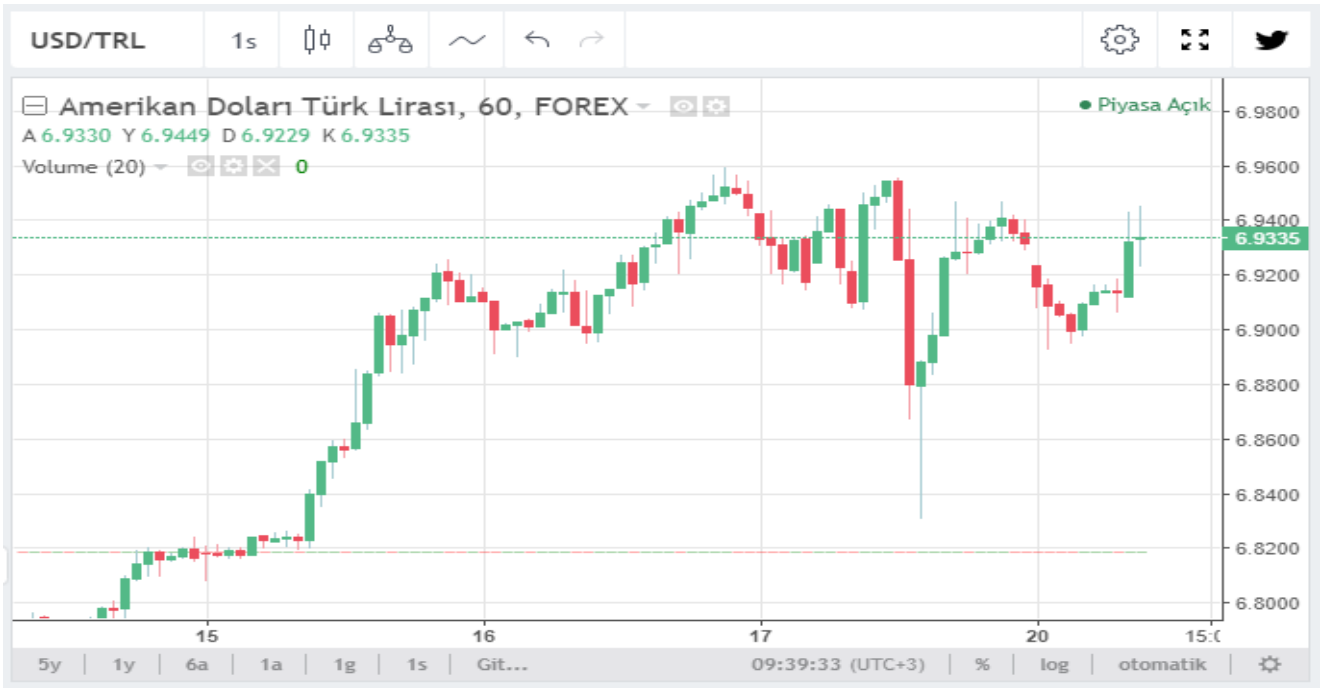 USD/TRL 1s
Amerikan Doları Türk Lirası, 60, FOREX
Piyasa Açık
A 6.9330 Y 6.9449 D 6.9229 K 6.9335
Volume (20) 0
6.9800
6.9600
6.9400
6.9335
6.9200
6.9000
6.8800
6.8600
6.8400
6.8200
6.8000
15 16 17 20
5y 1y 6a 1a 1g 1s Git... 09:39:33 (UTC+3) % log otomatik